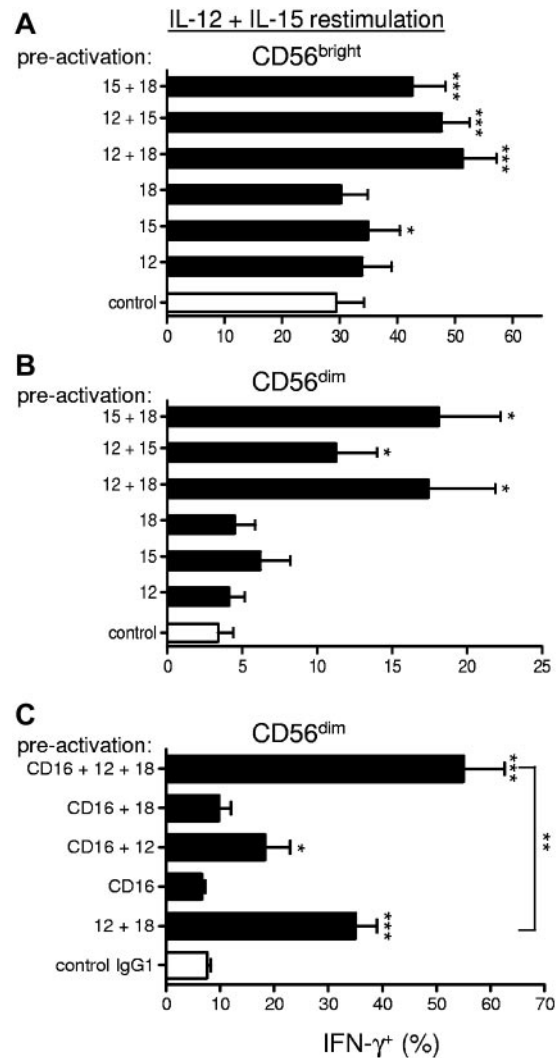 A
IL-12 + IL-15 restimulation
pre-activation: CD56bright
15 + 18 ***
12 + 15 ***
12 + 18 ***
18
15 *
12
control
0 10 20 30 40 50 60
B
pre-activation: CD56dim
15 + 18 *
12 + 15 *
12 + 18 *
18
15
12
control
0 5 10 15 20 25
C
pre-activation: CD56dim
CD16 + 12 + 18 ***
CD16 + 18
CD16 + 12 *
**
CD16
12 + 18 ***
control IgG1
0 10 20 30 40 50 60 70
IFN-γ+ (%)